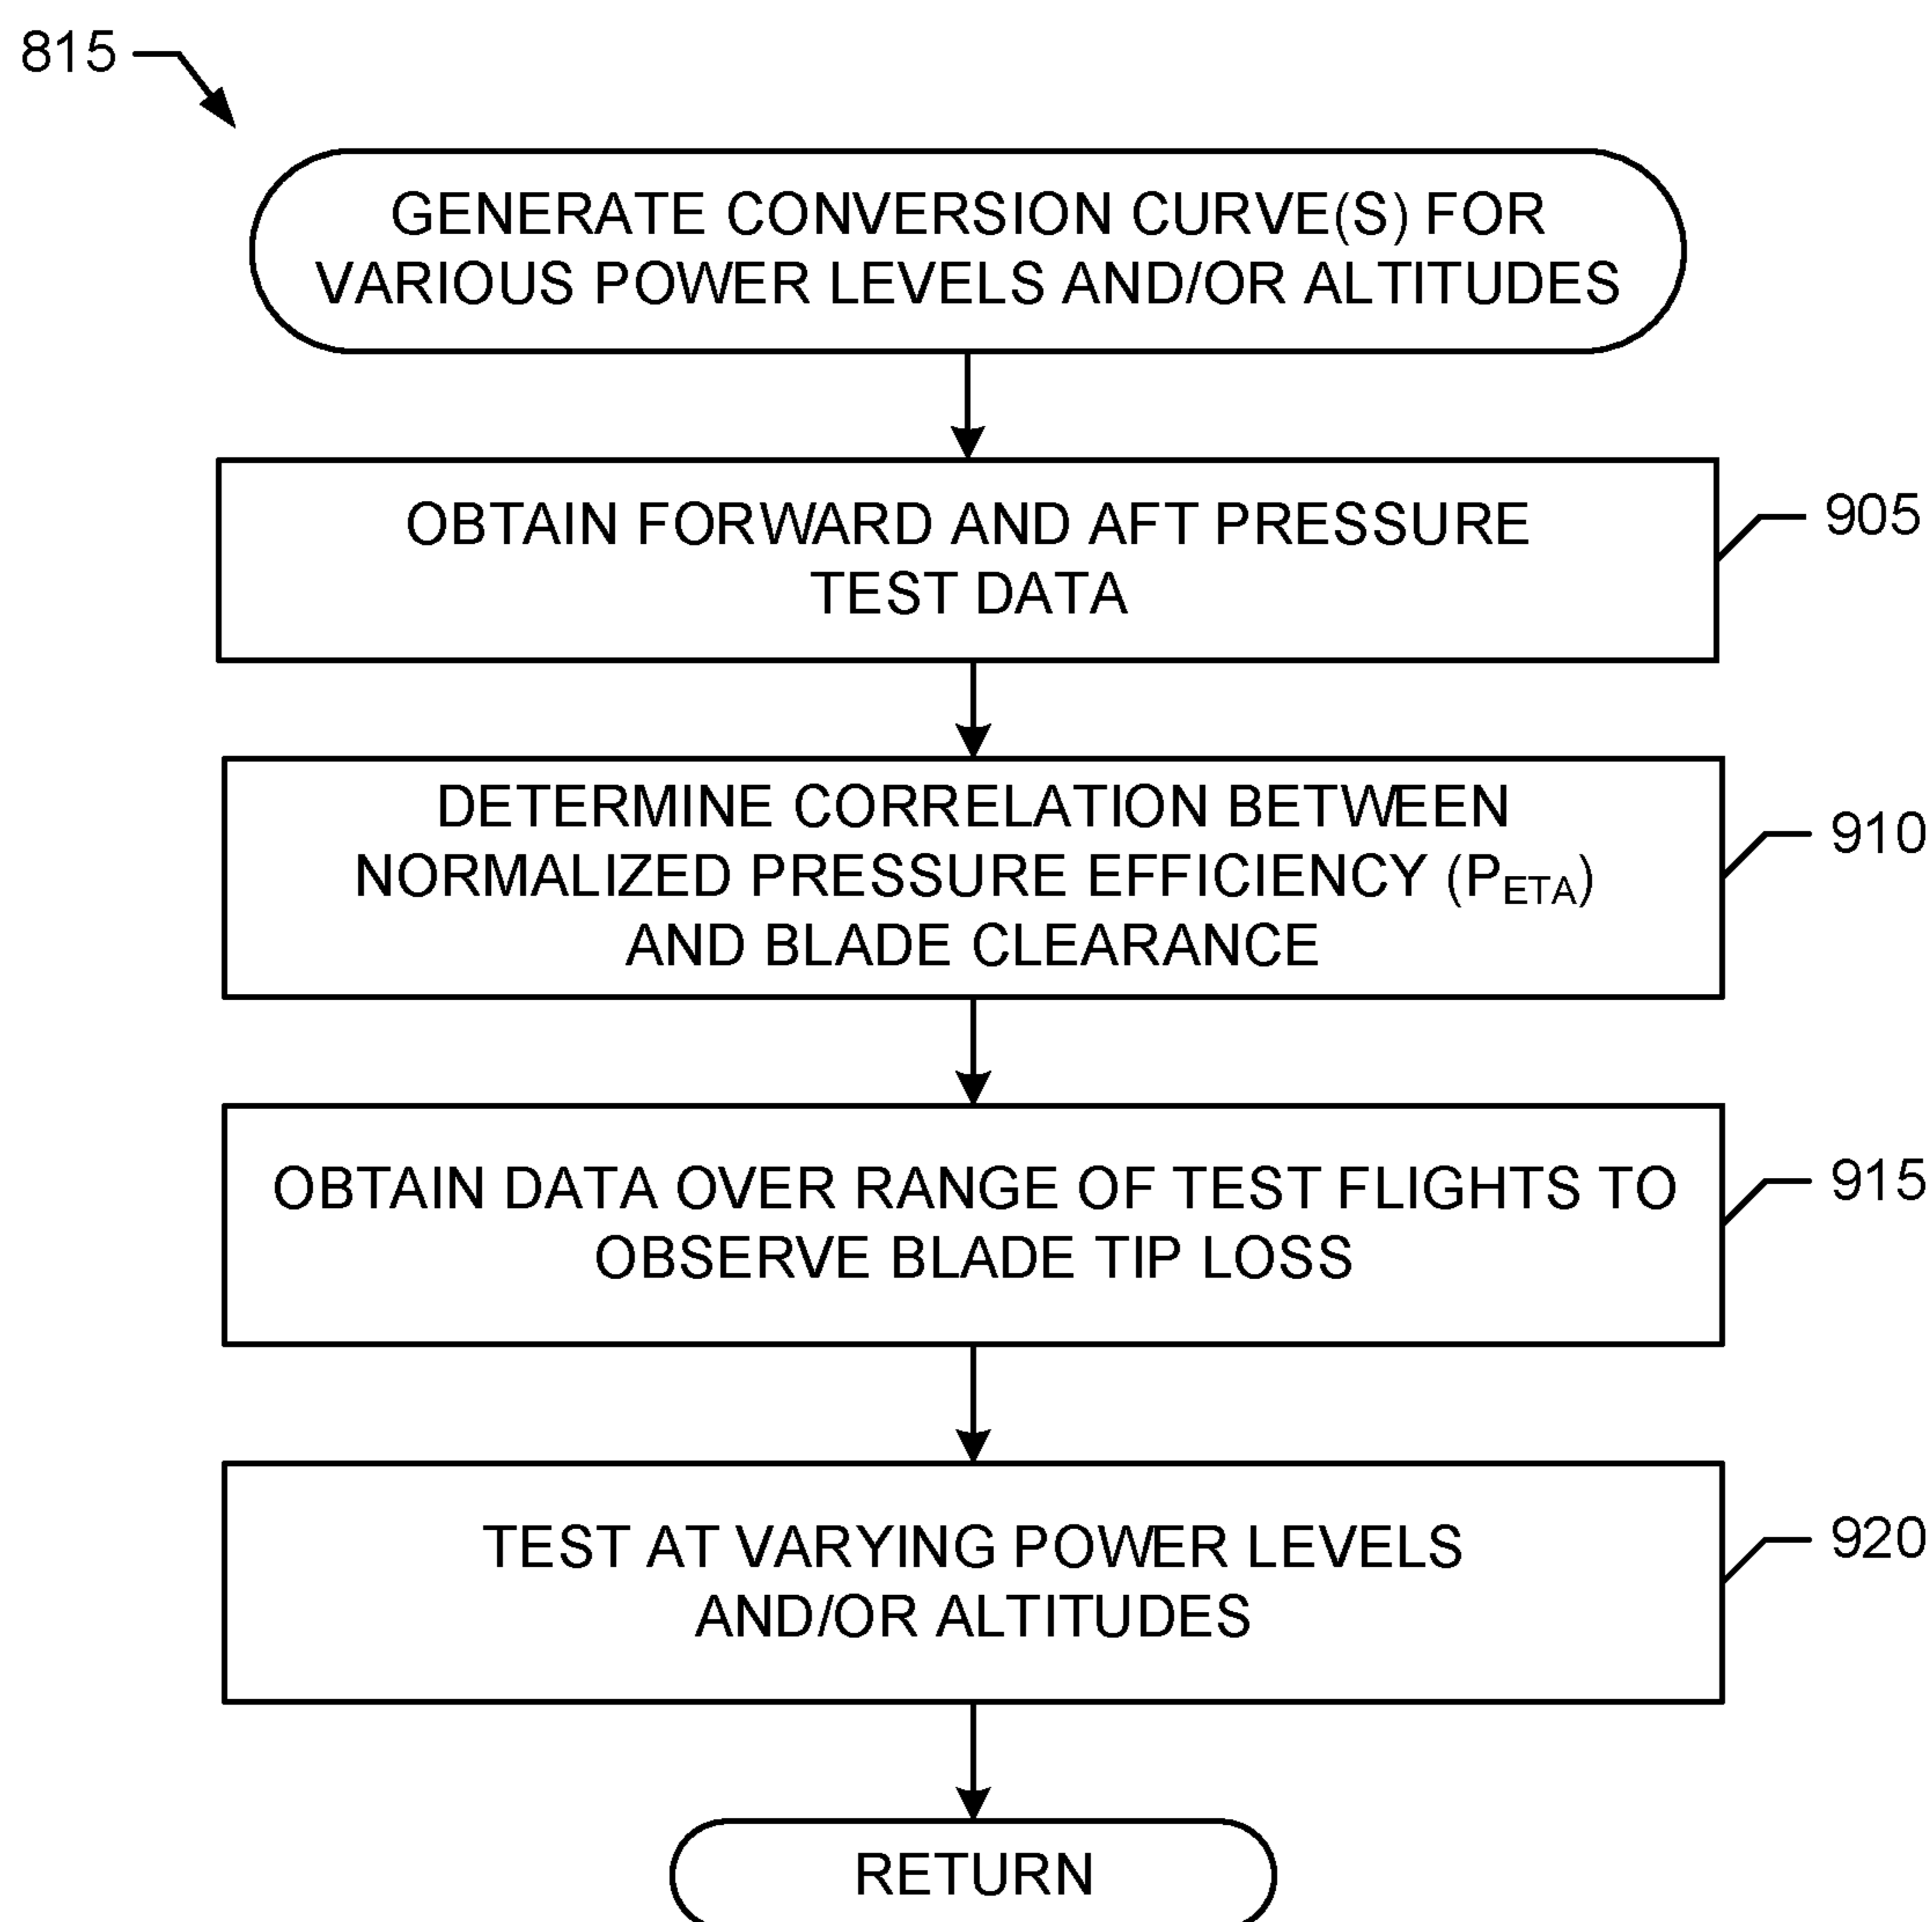 815
GENERATE CONVERSION CURVE(S) FOR
VARIOUS POWER LEVELS AND/OR ALTITUDES
OBTAIN FORWARD AND AFT PRESSURE
TEST DATA
905
DETERMINE CORRELATION BETWEEN
NORMALIZED PRESSURE EFFICIENCY (PETA)
AND BLADE CLEARANCE
910
OBTAIN DATA OVER RANGE OF TEST FLIGHTS TO
OBSERVE BLADE TIP LOSS
915
TEST AT VARYING POWER LEVELS
AND/OR ALTITUDES
920
RETURN